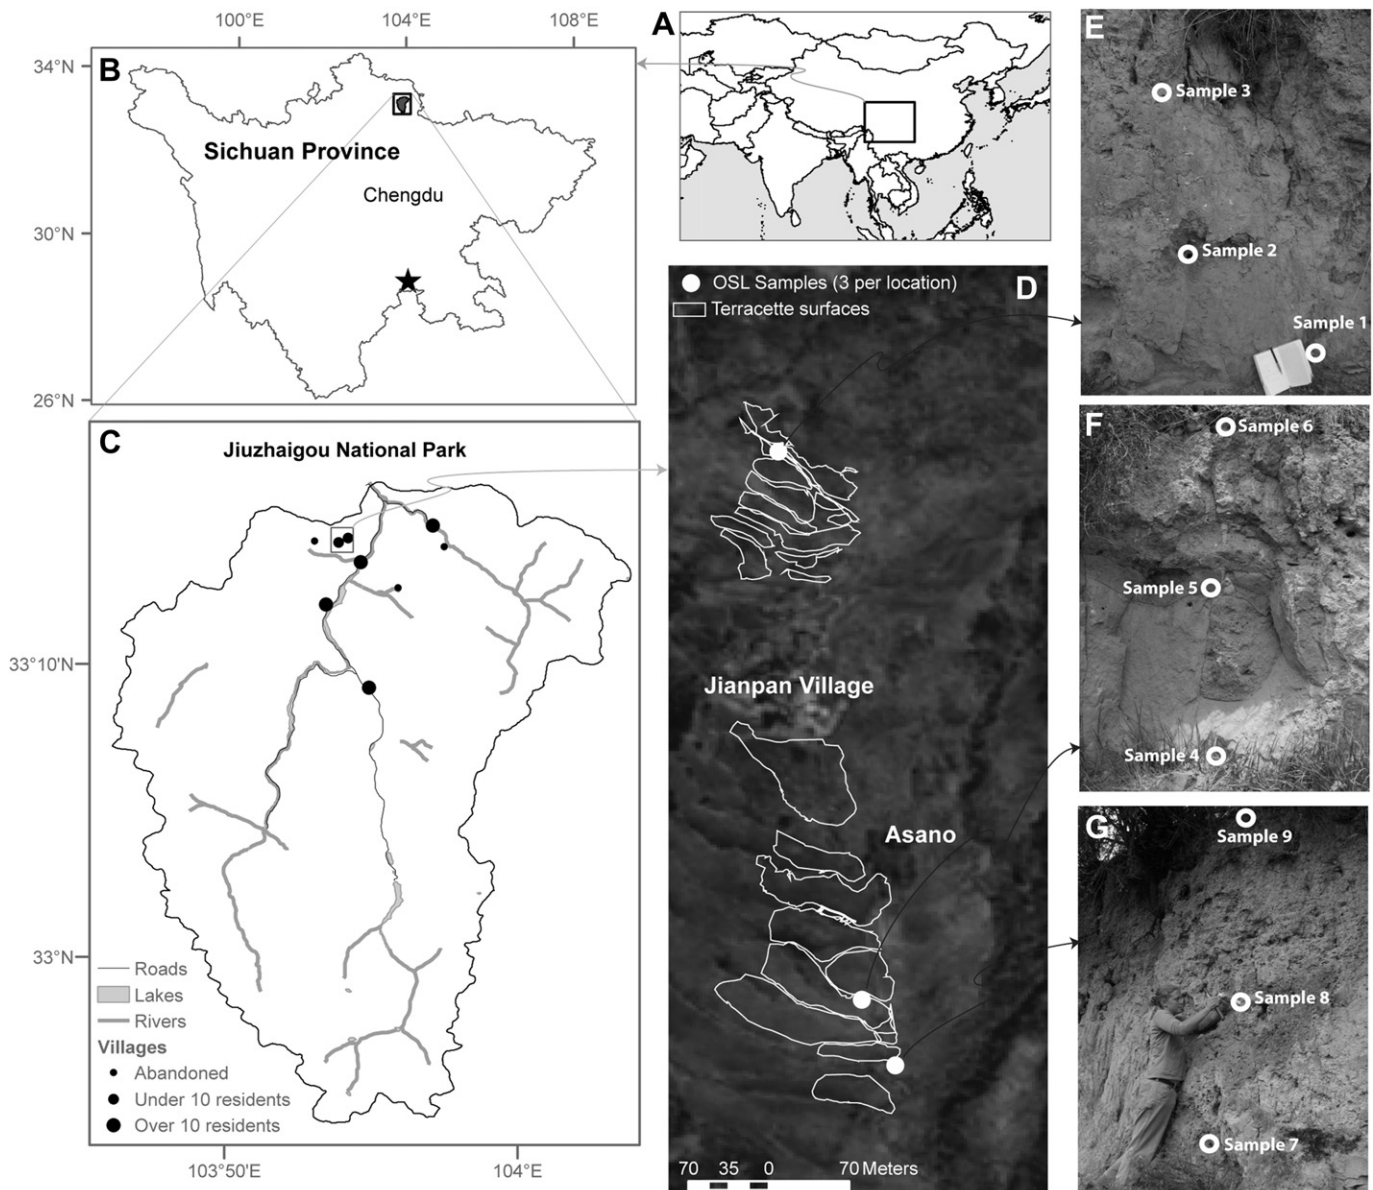 100°E
104°E
108°E
34°N
30°N
26°N
B
Sichuan Province
Chengdu
A
C
Jiuzhaigou National Park
33°10'N
33°N
Roads
Lakes
Rivers
Villages
Abandoned
Under 10 residents
Over 10 residents
103°50'E
104°E
OSL Samples (3 per location)
D
Terracette surfaces
Jianpan Village
Asano
70 35 0 70 Meters
E
Sample 3
Sample 2
Sample 1
F
Sample 6
Sample 5
Sample 4
G
Sample 9
Sample 8
Sample 7